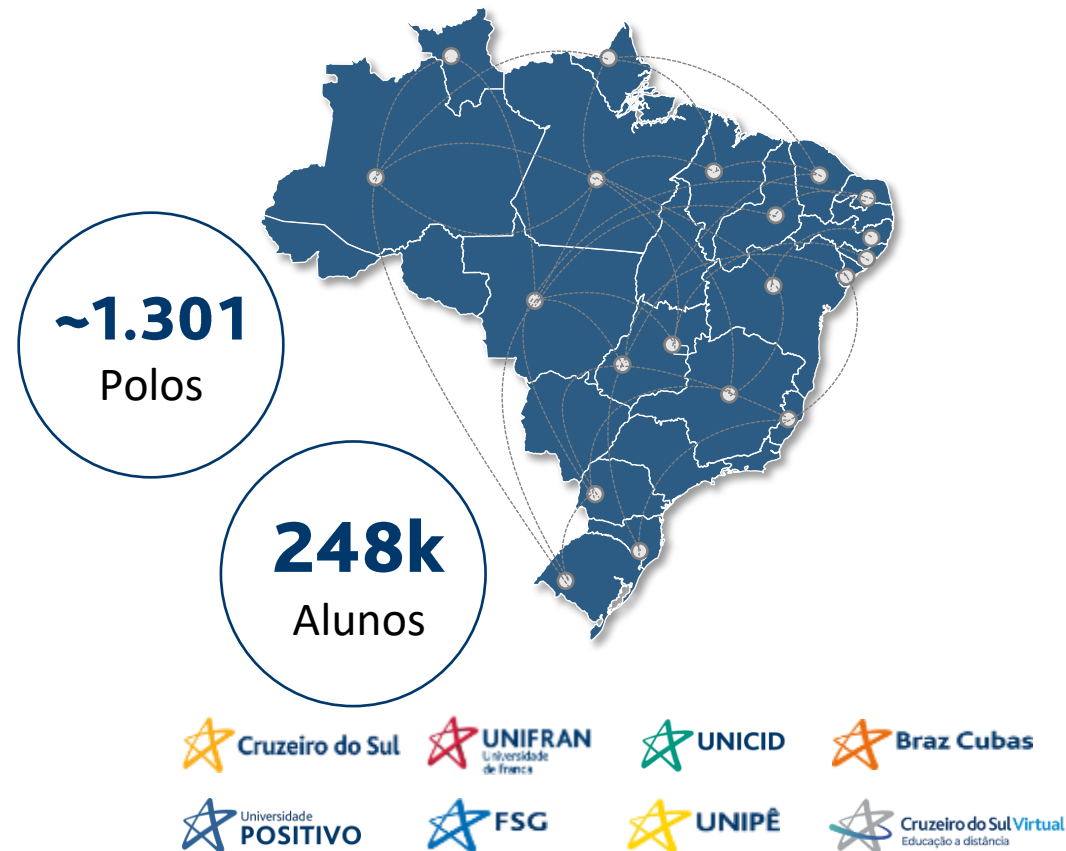 ~1.301
Polos
248k
Alunos
Cruzeiro do Sul
UNIFRAN
Universidade
de Franca
UNICID
Braz Cubas
Universidade
POSITIVO
FSG
UNIPÊ
Cruzeiro do Sul Virtual
Educação a distância